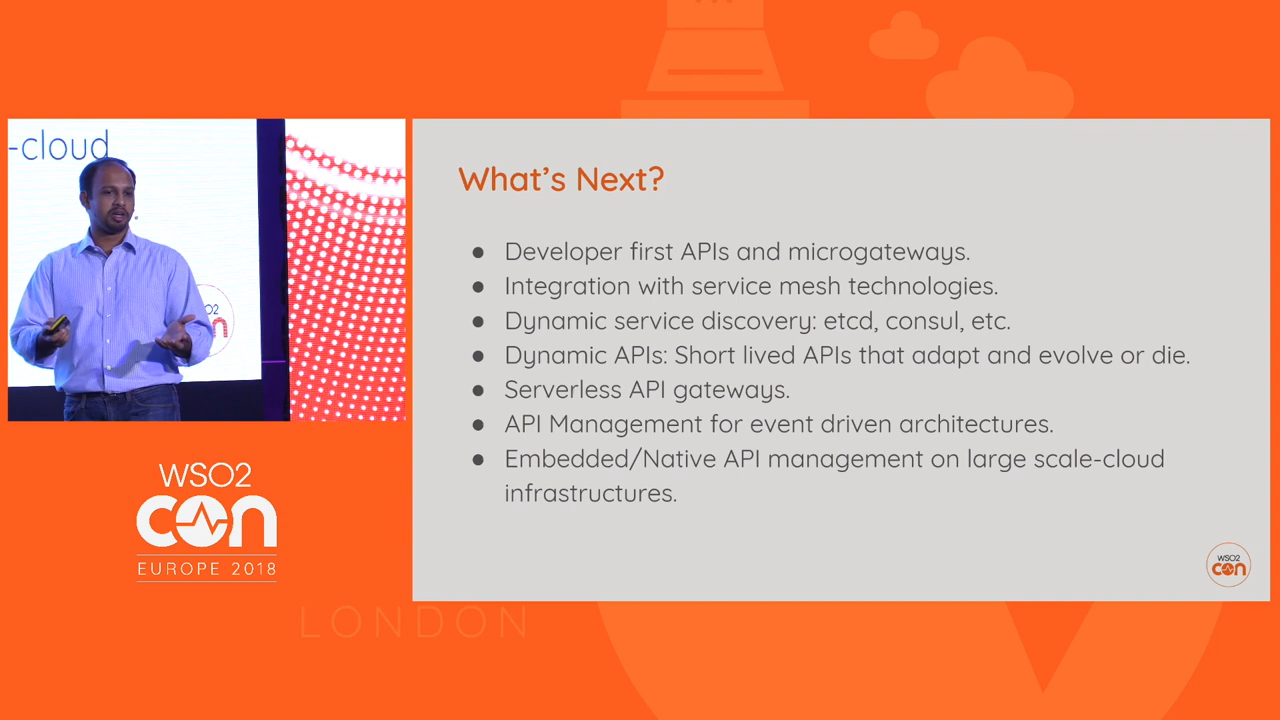 -cloud
WSO2
con
EUROPE 2018
LONDON
What's Next?
● Developer first APIs and microgateways.
● Integration with service mesh technologies.
● Dynamic service discovery: etcd, consul, etc.
● Dynamic APIs: Short lived APIs that adapt and evolve or die.
● Serverless API gateways.
● API Management for event driven architectures.
● Embedded/Native API management on large scale-cloud
infrastructures.
WSO2
con